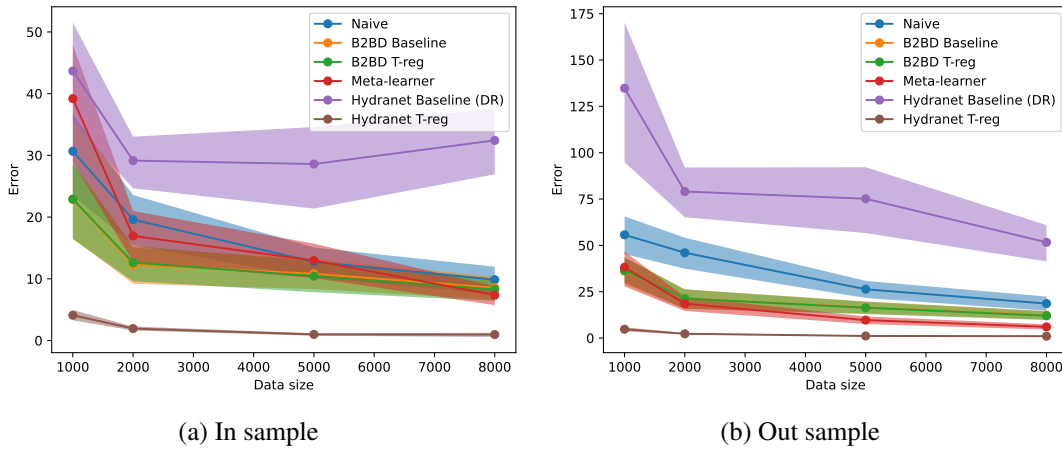 50
40
30
20
10
0
Error
1000
2000
3000
4000
5000
6000
7000
8000
Data size
Naive
B2BD Baseline
B2BD T-reg
Meta-learner
Hydranet Baseline (DR)
Hydranet T-reg
(a) In sample
175
150
125
100
75
50
25
0
Error
1000
2000
3000
4000
5000
6000
7000
8000
Data size
Naive
B2BD Baseline
B2BD T-reg
Meta-learner
Hydranet Baseline (DR)
Hydranet T-reg
(b) Out sample